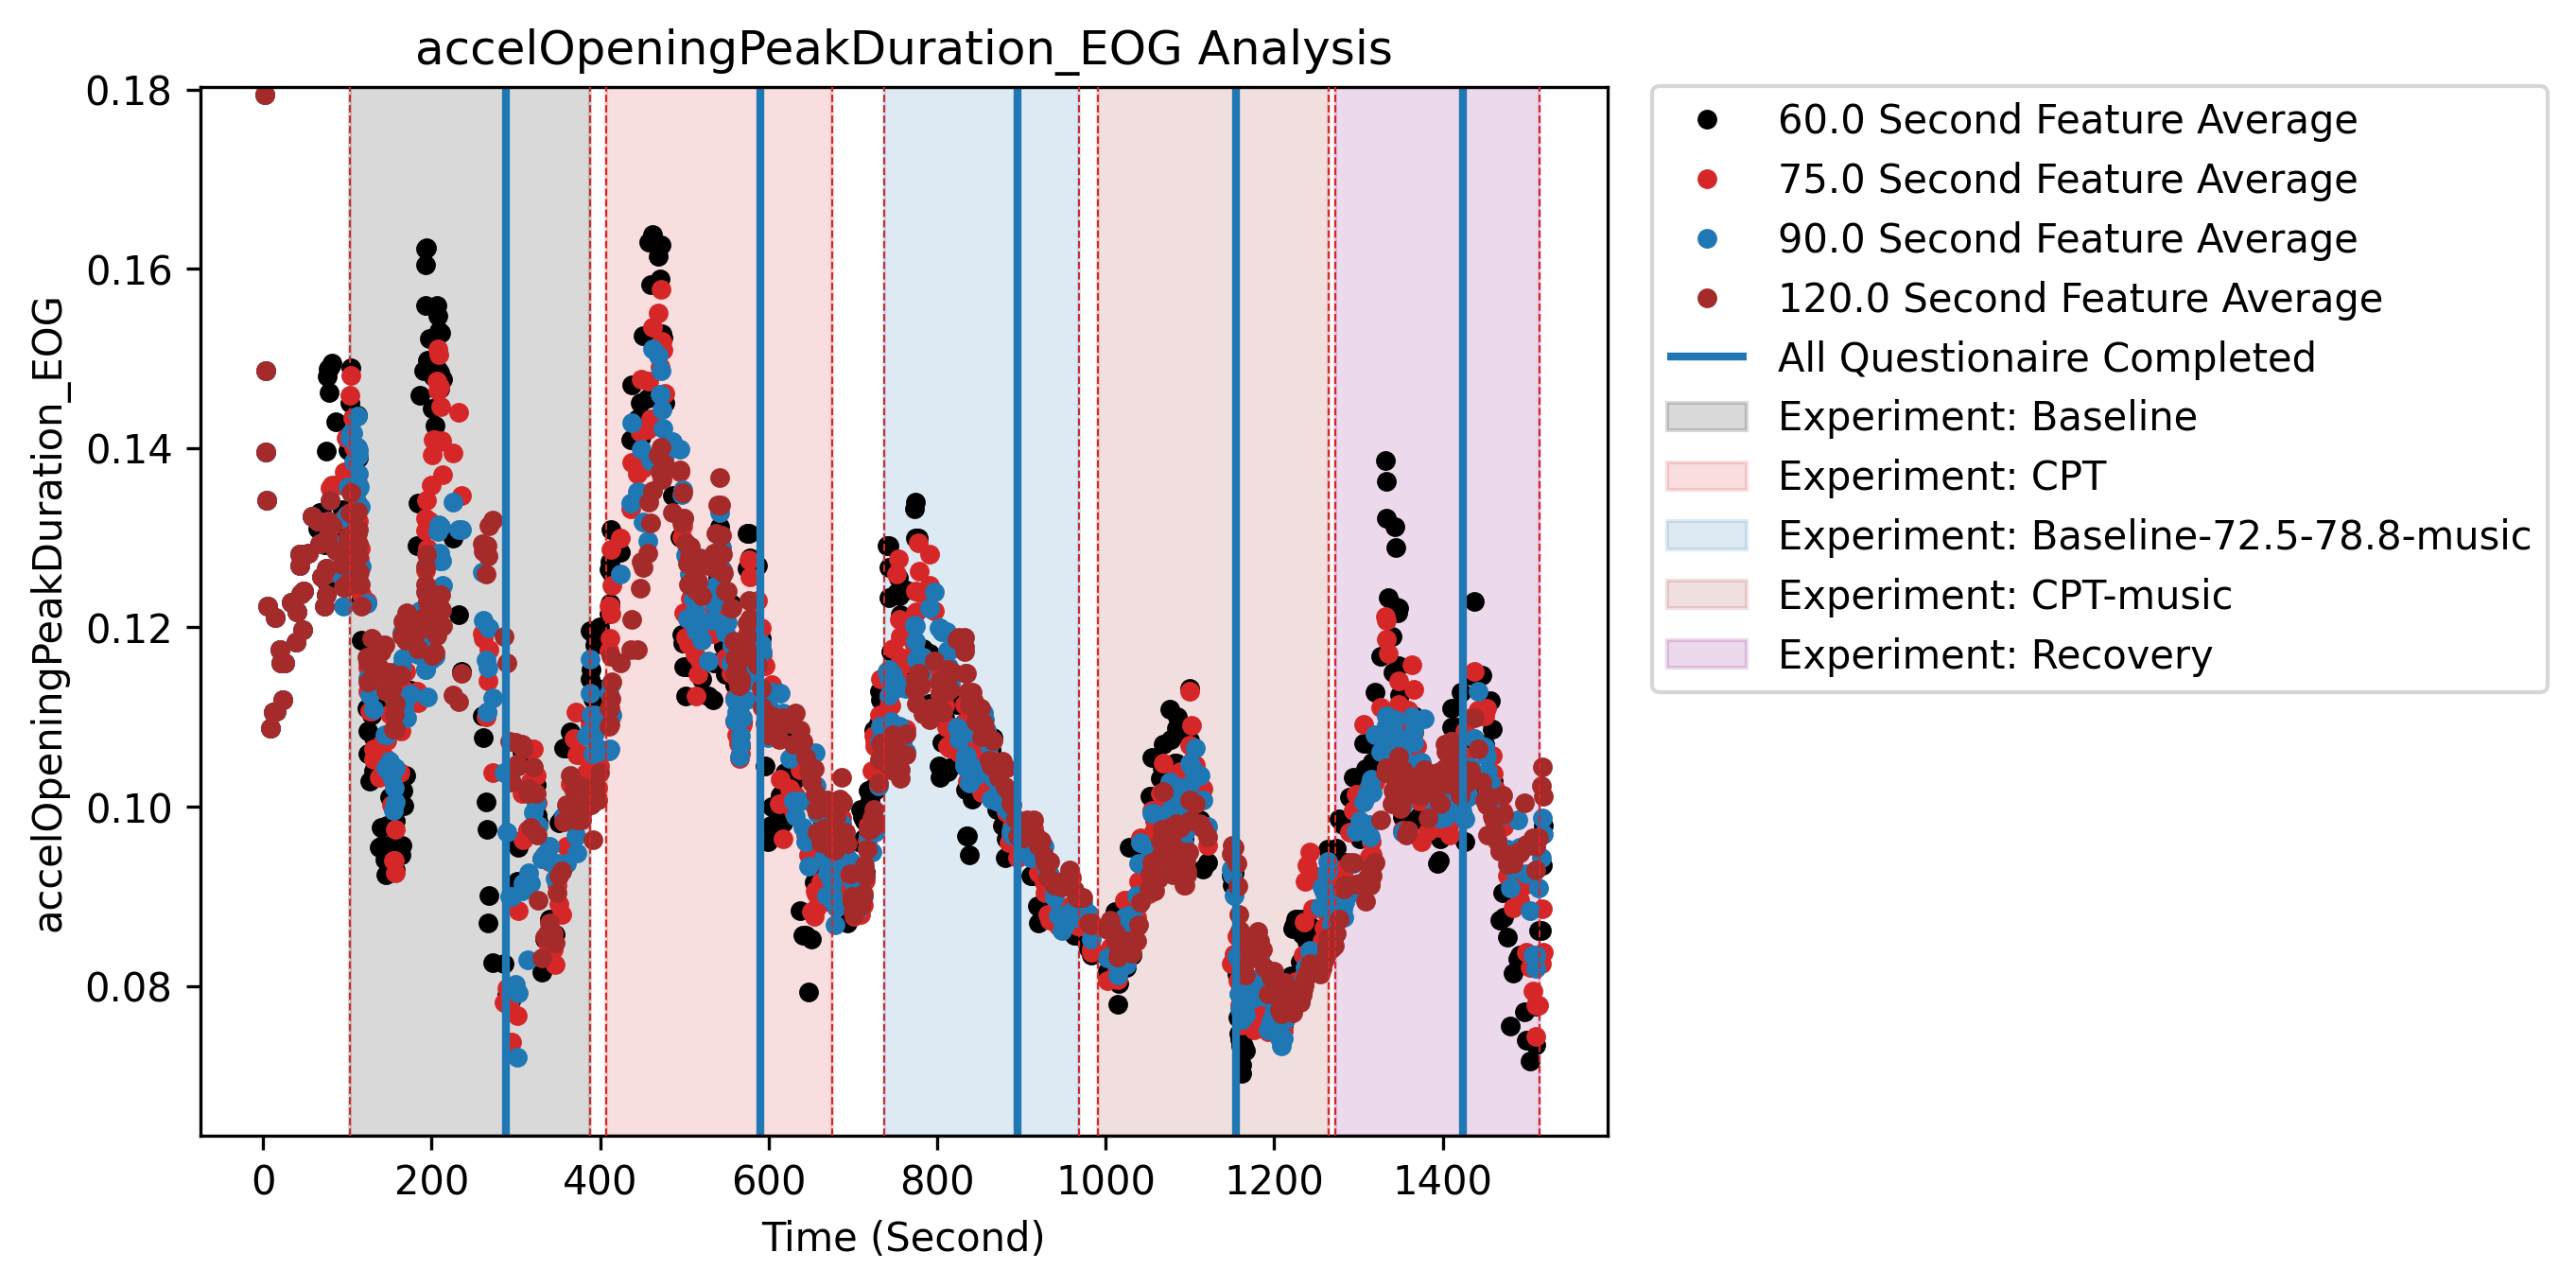 accelOpeningPeakDuration_EOG Analysis
accelOpeningPeakDuration_EOG
0.18
0.16
0.14
0.12
0.10
0.08
0 200 400 600 800 1000 1200 1400
Time (Second)
60.0 Second Feature Average
75.0 Second Feature Average
90.0 Second Feature Average
120.0 Second Feature Average
All Questionaire Completed
Experiment: Baseline
Experiment: CPT
Experiment: Baseline-72.5-78.8-music
Experiment: CPT-music
Experiment: Recovery